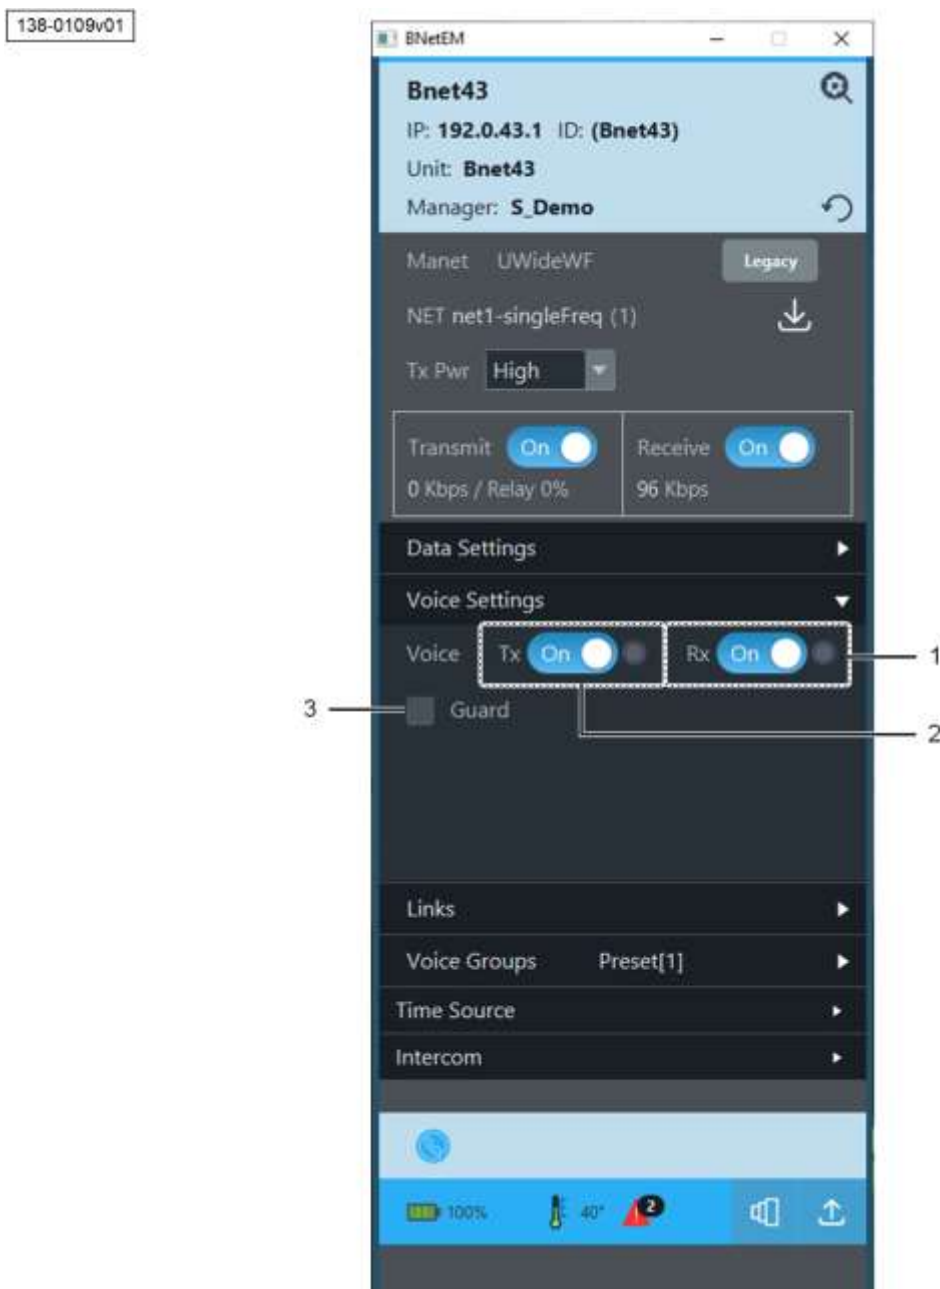 138-0109v01
BNetEM
Bnet43
IP: 192.0.43.1 ID: (Bnet43)
Unit: Bnet43
Manager: S_Demo
Manet UWideWF Legacy
NET net1-singleFreq (1)
Tx Pwr High
Transmit On Receive On
0 Kbps / Relay 0% 96 Kbps
Data Settings
Voice Settings
Voice Tx On Rx On 1
3 Guard
2
Links
Voice Groups Preset[1]
Time Source
Intercom
100% 40° 2